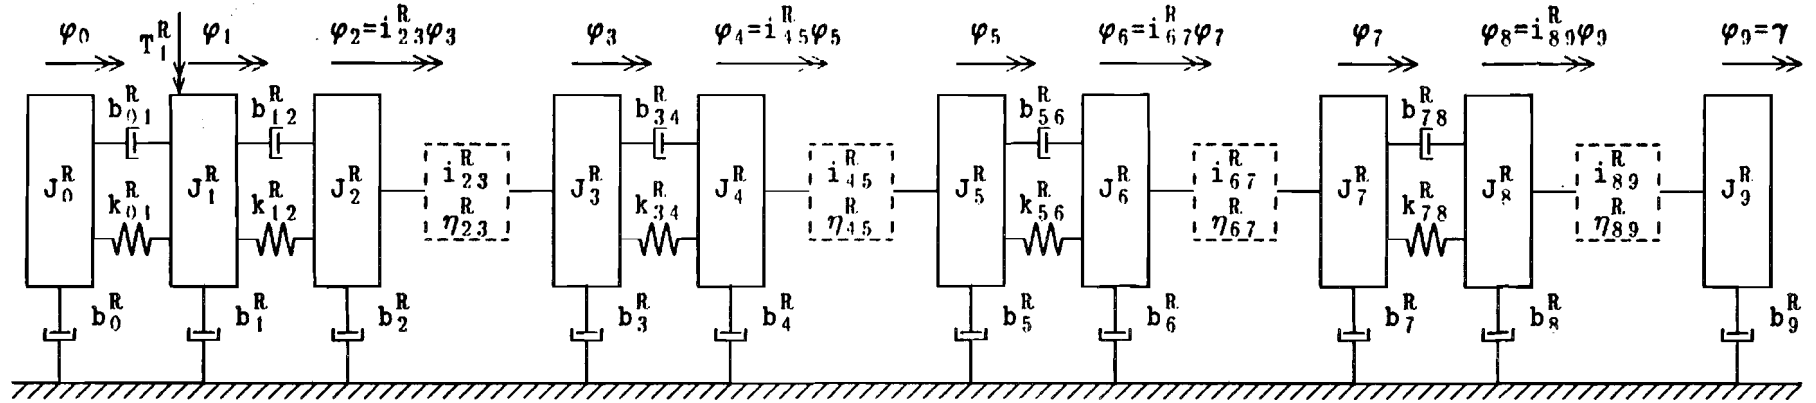 φ₀ T₁ᴿ φ₁ φ₂=i₂₃ᴿφ₃ φ₃ φ₄=i₄₅ᴿφ₅ φ₅ φ₆=i₆₇ᴿφ₇ φ₇ φ₈=i₈₉ᴿφ₉ φ₉=γ
b₀₁ᴿ b₁₂ᴿ b₃₄ᴿ b₅₆ᴿ b₇₈ᴿ
i₂₃ᴿ i₄₅ᴿ i₆₇ᴿ i₈₉ᴿ
J₀ᴿ J₁ᴿ J₂ᴿ J₃ᴿ J₄ᴿ J₅ᴿ J₆ᴿ J₇ᴿ J₈ᴿ J₉ᴿ
k₀₁ᴿ k₁₂ᴿ η₂₃ᴿ k₃₄ᴿ η₄₅ᴿ k₅₆ᴿ η₆₇ᴿ k₇₈ᴿ η₈₉ᴿ
b₀ᴿ b₁ᴿ b₂ᴿ b₃ᴿ b₄ᴿ b₅ᴿ b₆ᴿ b₇ᴿ b₈ᴿ b₉ᴿ